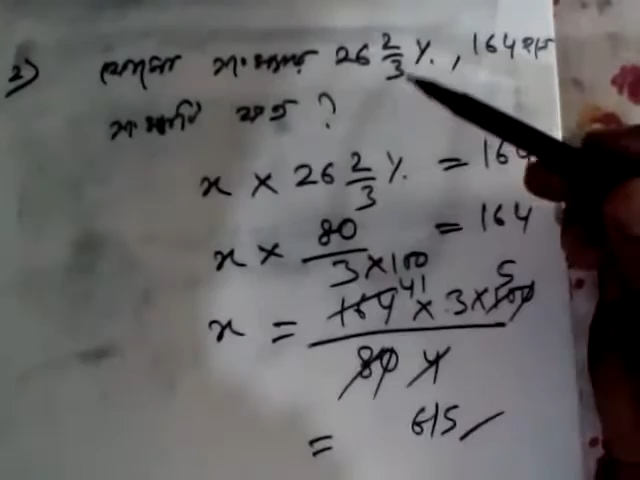 2) কোনো সংখ্যার 26 2/3 %, 164 হলে
সংখ্যাটি কত ?
x × 26 2/3 % = 164
x × 80/(3×100) = 164
x = (164 41 × 3 × 100 5)/(80 4)
= 615